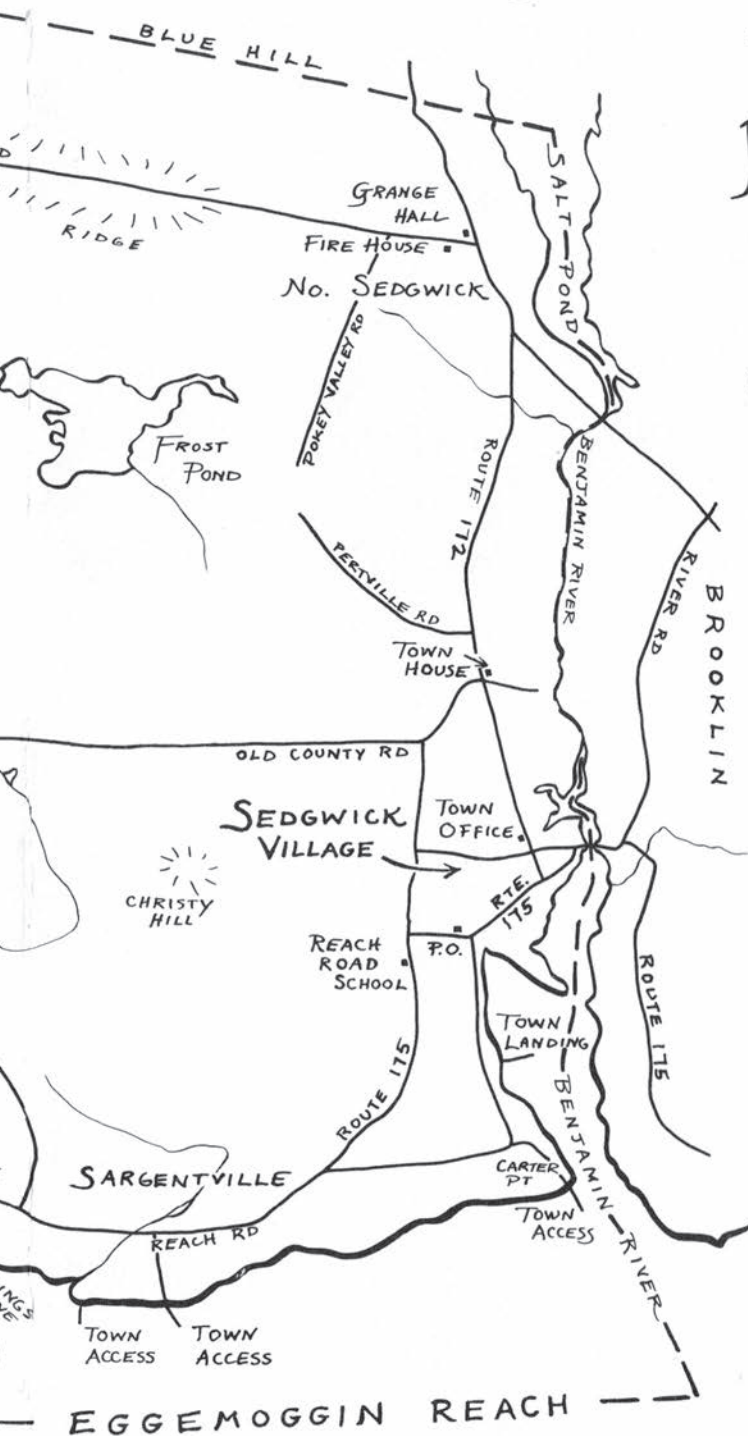 BLUE HILL
SALT POND
GRANGE
HALL
FIRE HOUSE
RIDGE
No. SEDGWICK
POKEY VALLEY RD
FROST
POND
ROUTE 172
BENJAMIN RIVER
RIVER RD
BROOKLIN
PERTVILLE RD
TOWN
HOUSE
OLD COUNTY RD
SEDGWICK
VILLAGE
TOWN
OFFICE
CHRISTY
HILL
RTE.
175
P.O.
REACH
ROAD
SCHOOL
TOWN
LANDING
ROUTE 175
ROUTE 175
BENJAMIN RIVER
SARGENTVILLE
CARTER
PT
TOWN
ACCESS
REACH RD
TOWN
ACCESS
TOWN
ACCESS
EGGEMOGGIN REACH